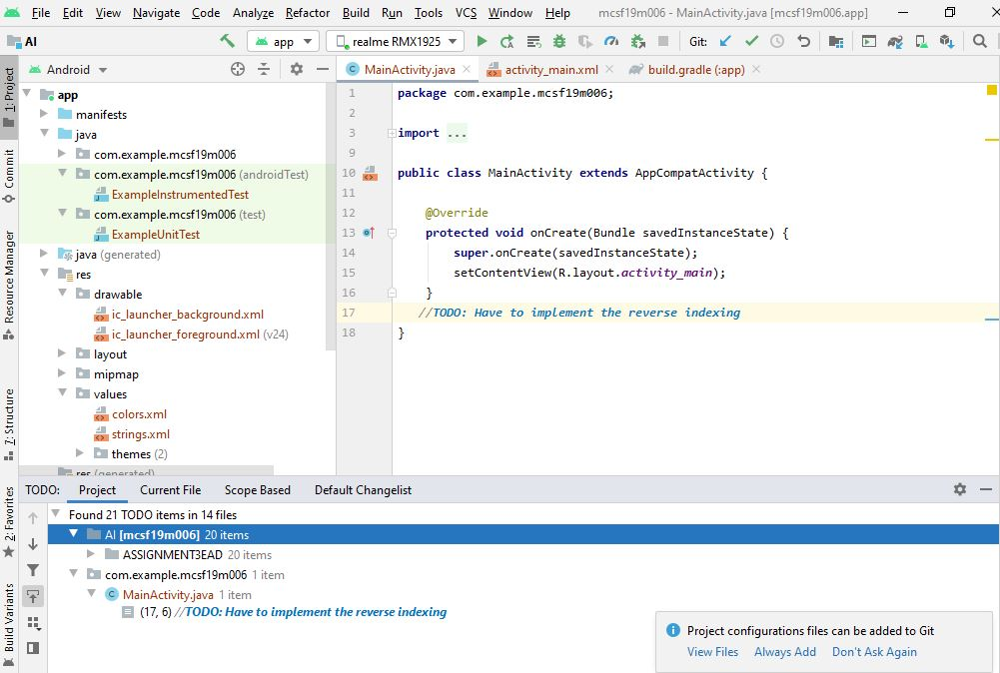 File Edit View Navigate Code Analyze Refactor Build Run Tools VCS Window Help mcsf19m006 - MainActivity.java [mcsf19m006.app]
AI app realme RMX1925 Git:
Android
MainActivity.java activity_main.xml build.gradle (:app)
1: Project
Commit
Resource Manager
7: Structure
2: Favorites
Build Variants
app
manifests
java
com.example.mcsf19m006
com.example.mcsf19m006 (androidTest)
ExampleInstrumentedTest
com.example.mcsf19m006 (test)
ExampleUnitTest
java (generated)
res
drawable
ic_launcher_background.xml
ic_launcher_foreground.xml (v24)
layout
mipmap
values
colors.xml
strings.xml
themes (2)
res (generated)
1 package com.example.mcsf19m006;
2
3 import ...
9
10 public class MainActivity extends AppCompatActivity {
11
12 @Override
13 protected void onCreate(Bundle savedInstanceState) {
14 super.onCreate(savedInstanceState);
15 setContentView(R.layout.activity_main);
16 }
17 //TODO: Have to implement the reverse indexing
18 }
TODO: Project Current File Scope Based Default Changelist
Found 21 TODO items in 14 files
AI [mcsf19m006] 20 items
ASSIGNMENT3EAD 20 items
com.example.mcsf19m006 1 item
MainActivity.java 1 item
(17, 6) //TODO: Have to implement the reverse indexing
Project configurations files can be added to Git
View Files Always Add Don't Ask Again